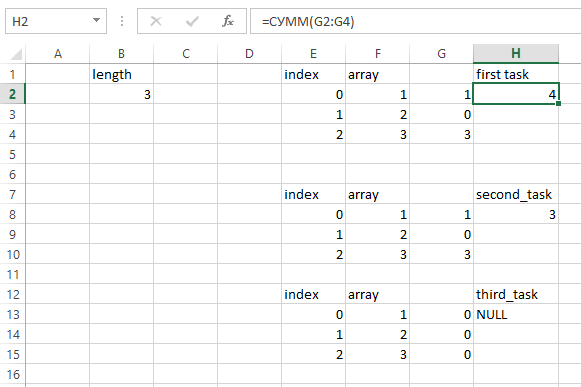 H2 fx =СУММ(G2:G4)
A B C D E F G H
1 length index array first task
2 3 0 1 1 4
3 1 2 0
4 2 3 3
5
6
7 index array second_task
8 0 1 1 3
9 1 2 0
10 2 3 3
11
12 index array third_task
13 0 1 0 NULL
14 1 2 0
15 2 3 0
16